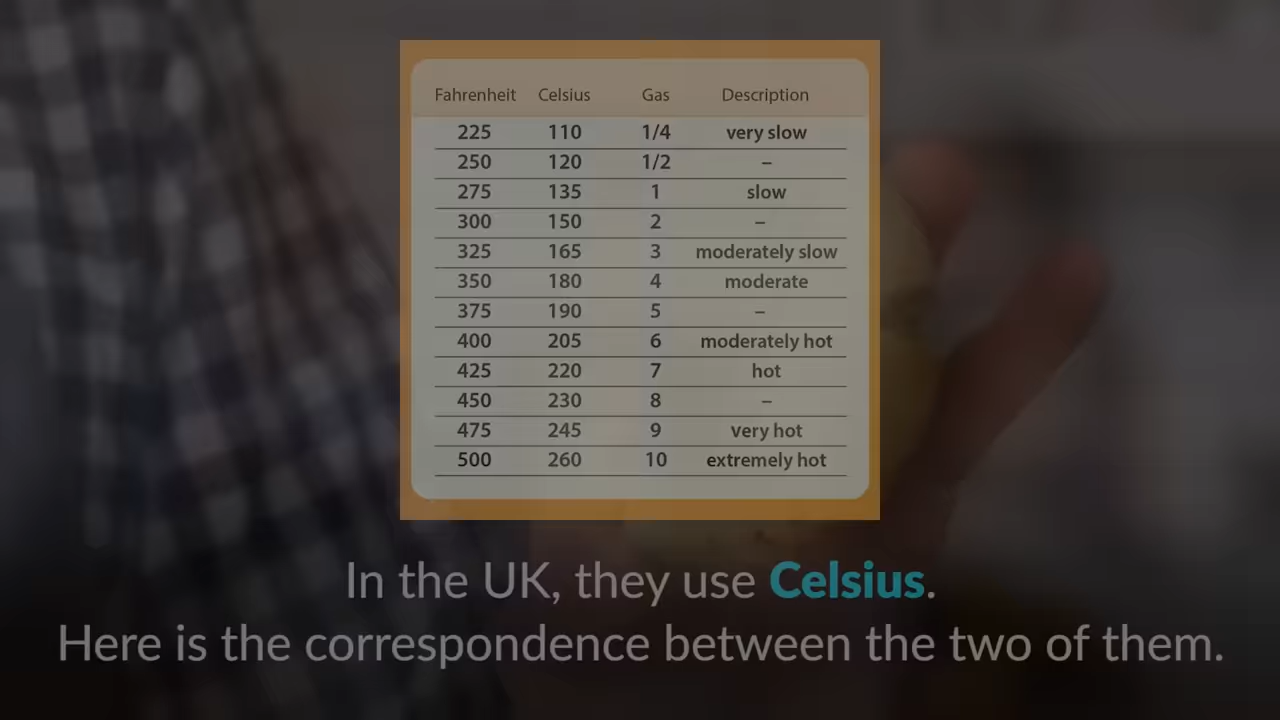 Fahrenheit Celsius Gas Description
225 110 1/4 very slow
250 120 1/2 –
275 135 1 slow
300 150 2 –
325 165 3 moderately slow
350 180 4 moderate
375 190 5 –
400 205 6 moderately hot
425 220 7 hot
450 230 8 –
475 245 9 very hot
500 260 10 extremely hot
In the UK, they use Celsius.
Here is the correspondence between the two of them.